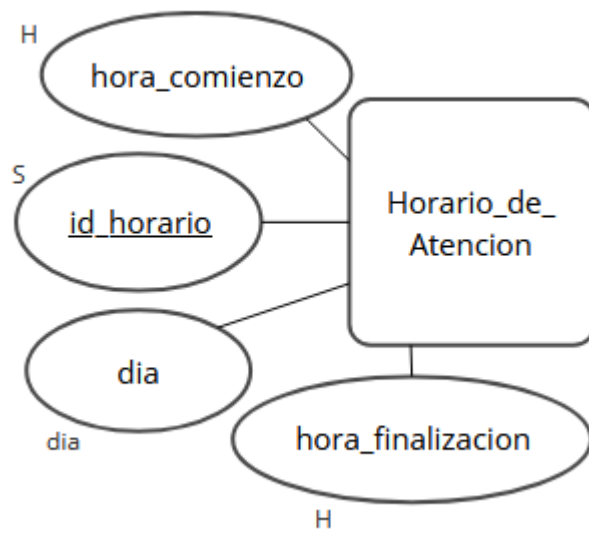 H
hora_comienzo
S
id_horario
Horario_de_
Atencion
dia
dia
hora_finalizacion
H